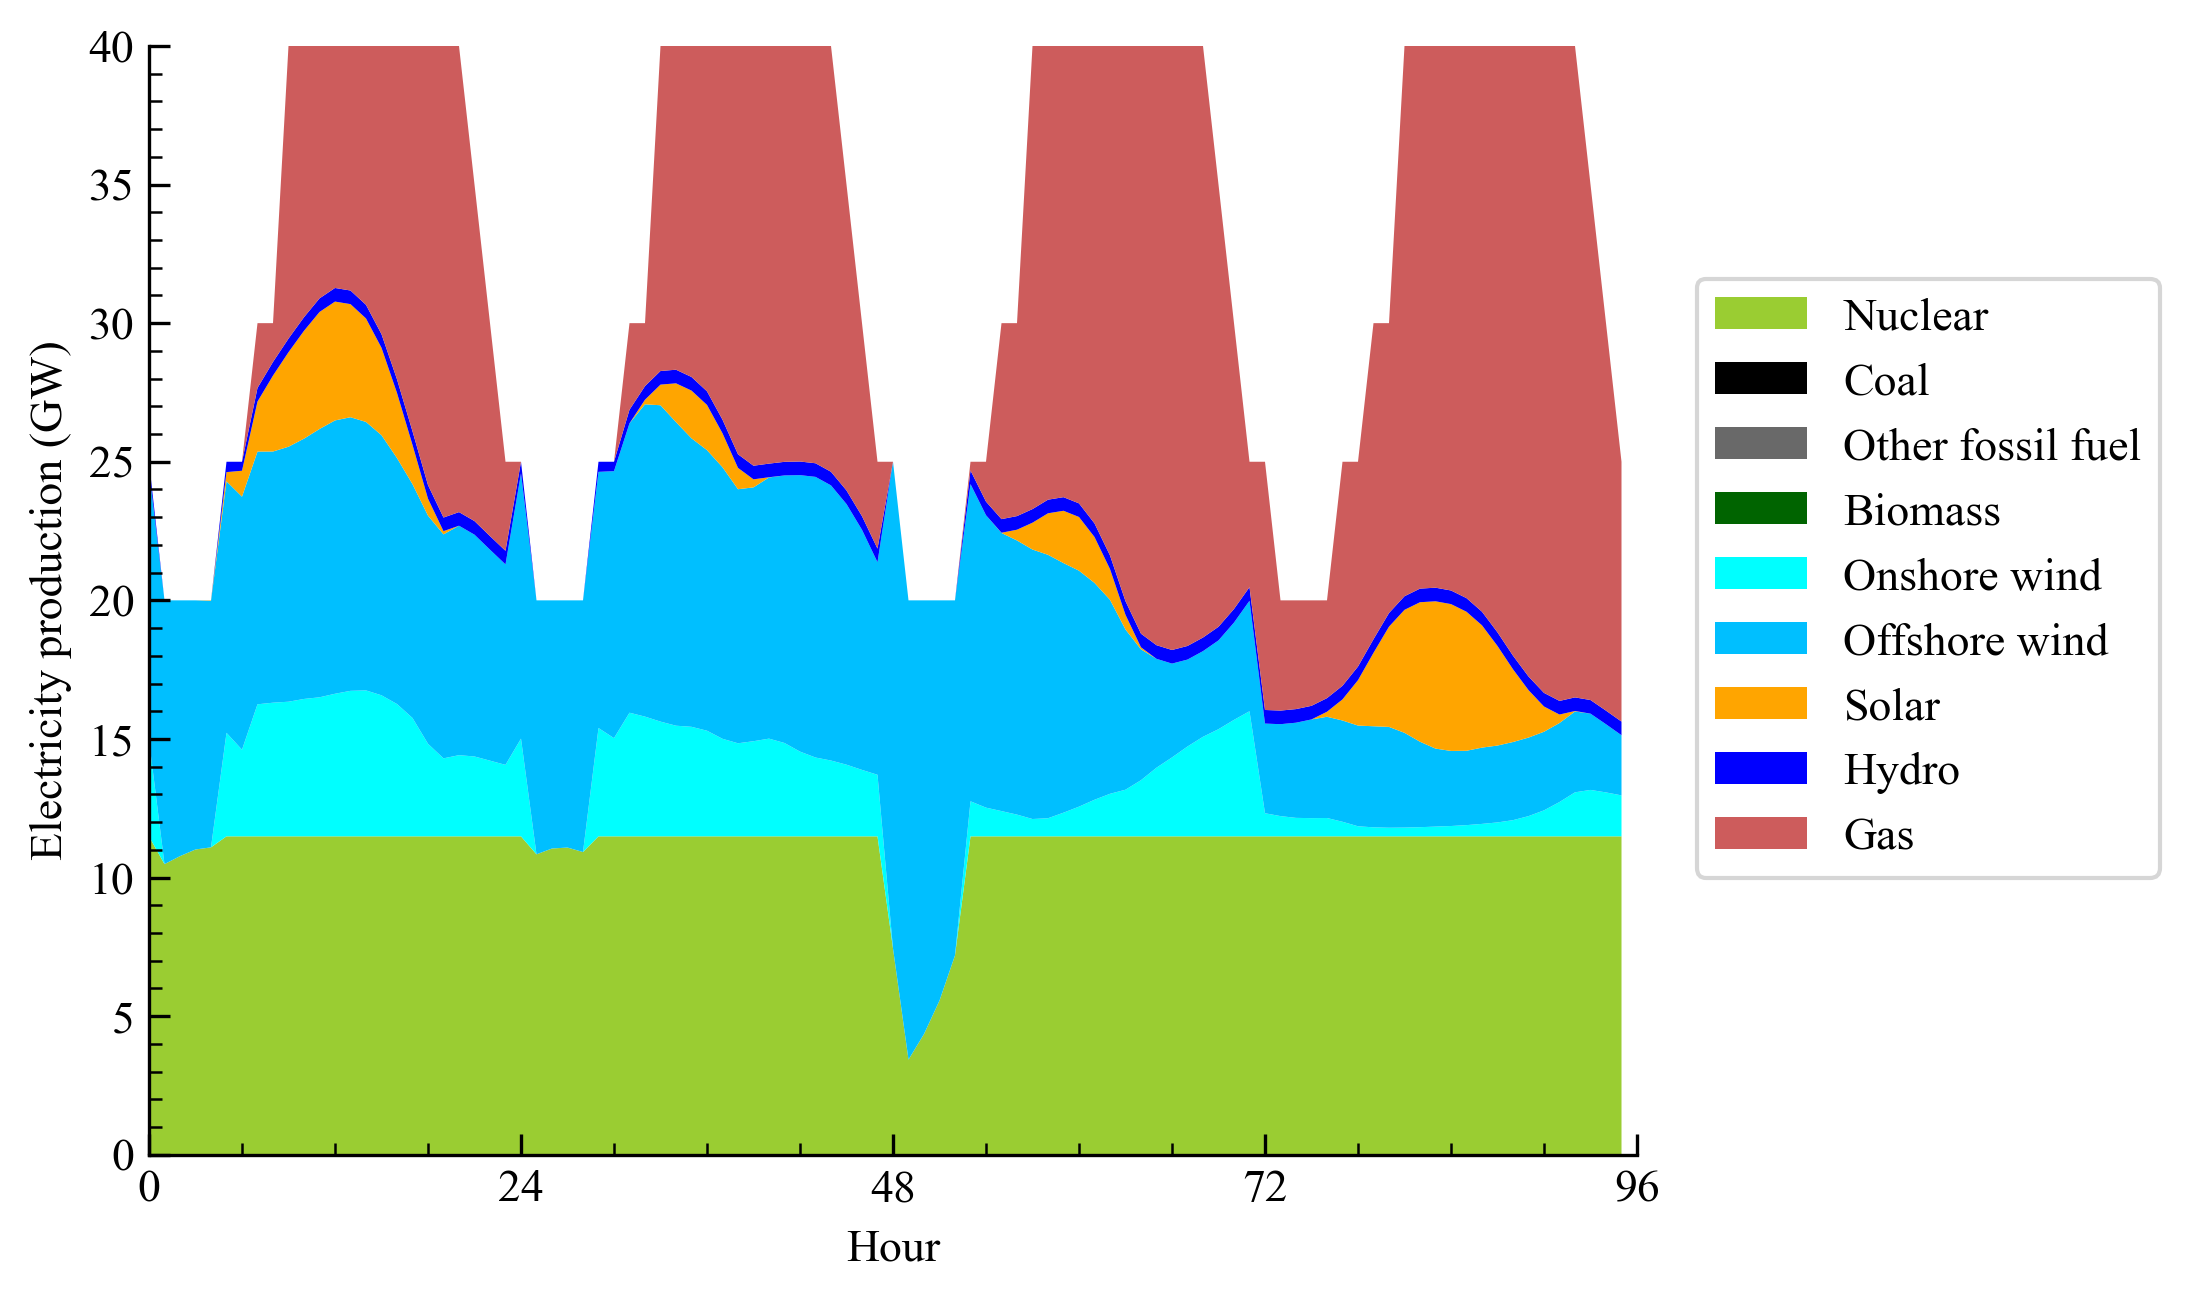 Electricity production (GW)
40
35
30
25
20
15
10
5
0
0 24 48 72 96
Hour
Nuclear
Coal
Other fossil fuel
Biomass
Onshore wind
Offshore wind
Solar
Hydro
Gas